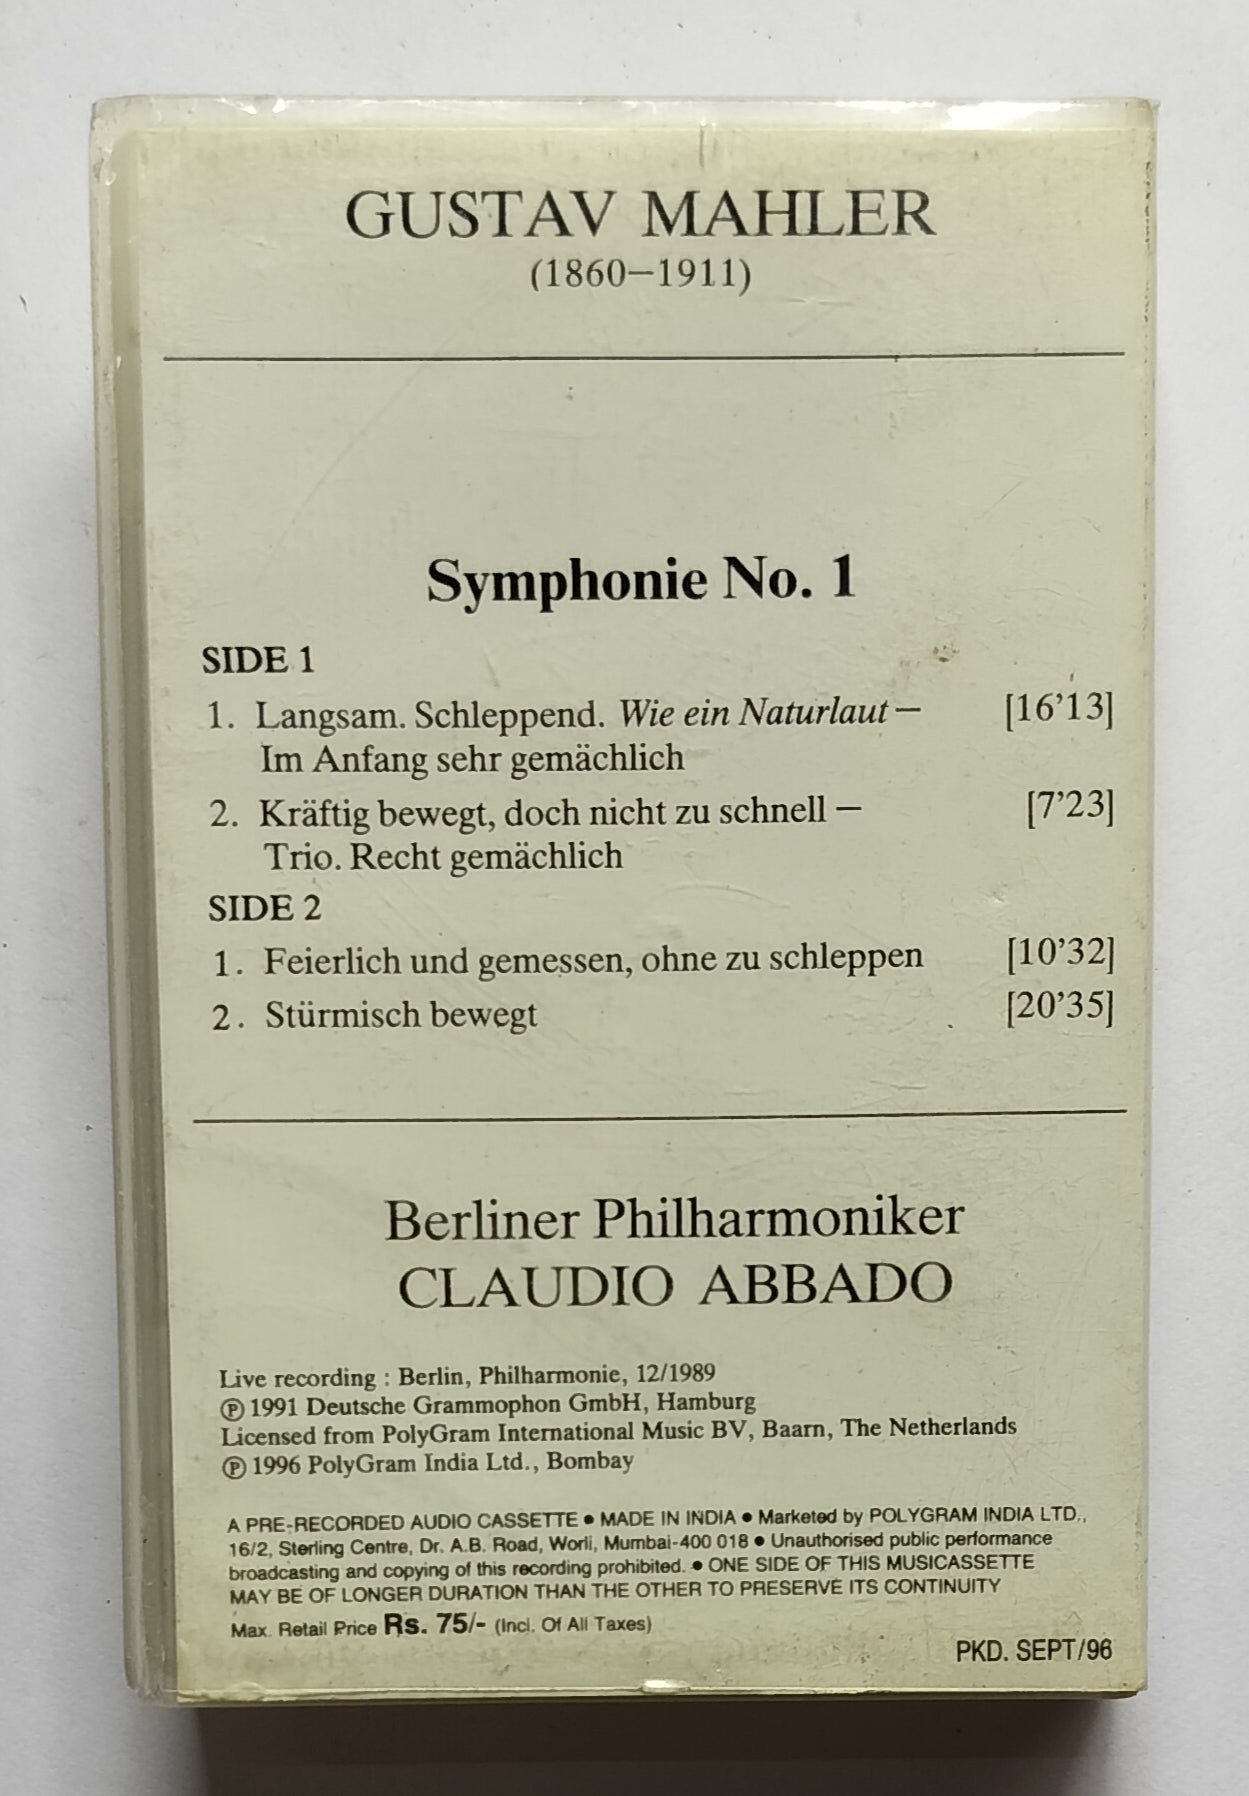 GUSTAV MAHLER
(1860–1911)
Symphonie No. 1
SIDE 1
1. Langsam. Schleppend. Wie ein Naturlaut – [16’13]
Im Anfang sehr gemächlich
2. Kräftig bewegt, doch nicht zu schnell – [7’23]
Trio. Recht gemächlich
SIDE 2
1. Feierlich und gemessen, ohne zu schleppen [10’32]
2. Stürmisch bewegt [20’35]
Berliner Philharmoniker
CLAUDIO ABBADO
Live recording : Berlin, Philharmonie, 12/1989
℗ 1991 Deutsche Grammophon GmbH, Hamburg
Licensed from PolyGram International Music BV, Baarn, The Netherlands
℗ 1996 PolyGram India Ltd., Bombay
A PRE-RECORDED AUDIO CASSETTE ● MADE IN INDIA ● Marketed by POLYGRAM INDIA LTD.,
16/2, Sterling Centre, Dr. A.B. Road, Worli, Mumbai-400 018 ● Unauthorised public performance
broadcasting and copying of this recording prohibited. ● ONE SIDE OF THIS MUSICASSETTE
MAY BE OF LONGER DURATION THAN THE OTHER TO PRESERVE ITS CONTINUITY
Max. Retail Price Rs. 75/- (Incl. Of All Taxes)
PKD. SEPT/96